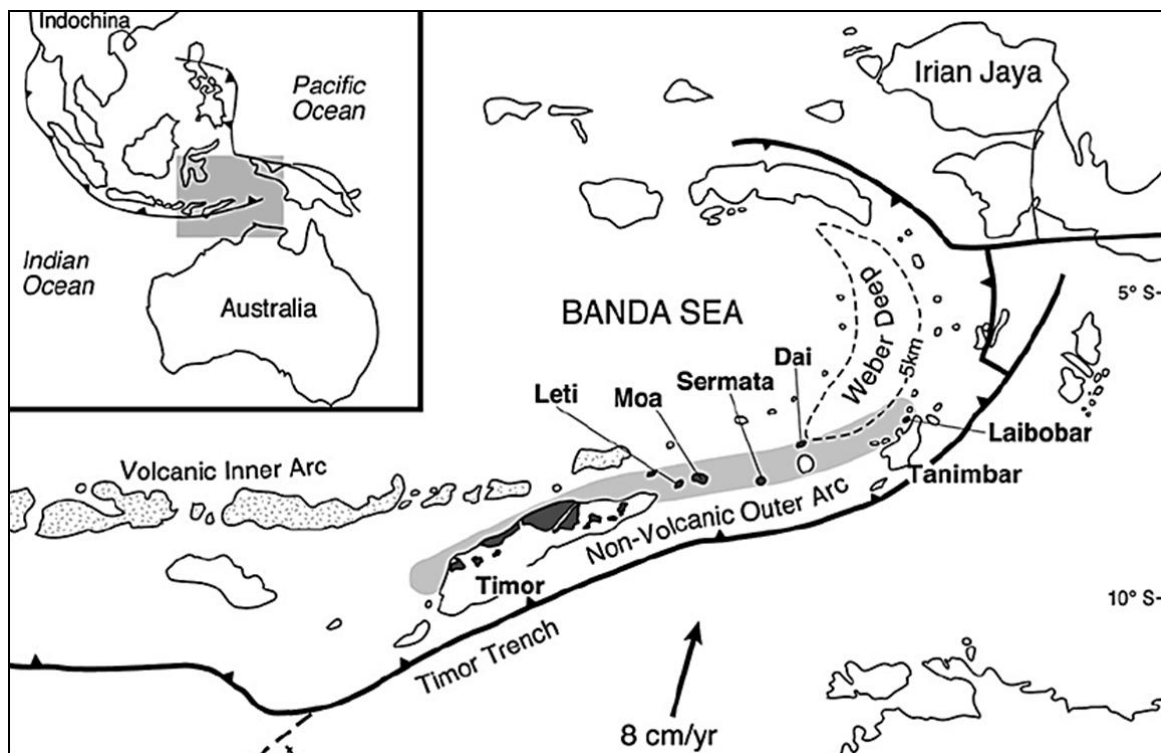 Indochina
Pacific
Ocean
Indian
Ocean
Australia
Irian Jaya
5° S
BANDA SEA
Weber Deep
5km
Dai
Sermata
Moa
Leti
Laibobar
Tanimbar
Volcanic Inner Arc
Non-Volcanic Outer Arc
Timor
10° S
Timor Trench
8 cm/yr